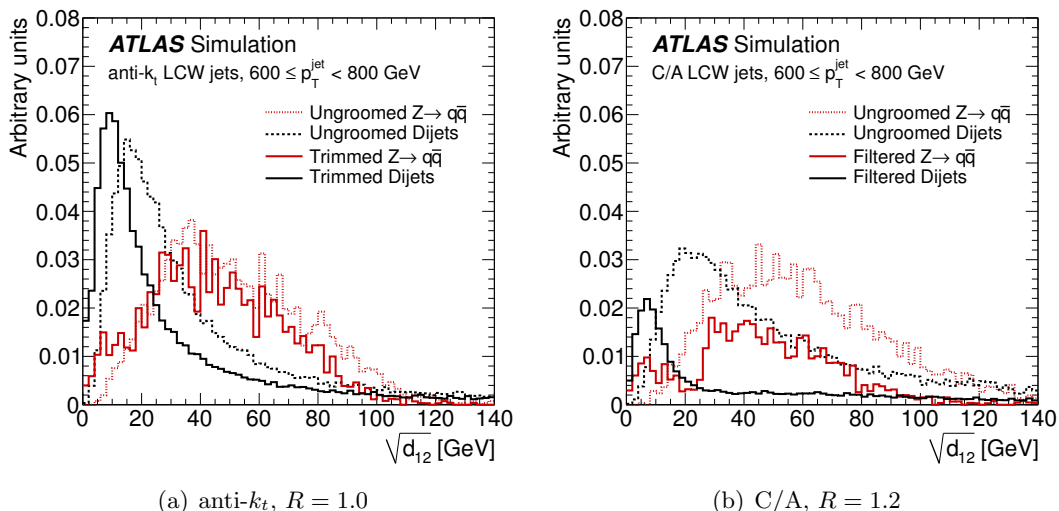 Arbitrary units
0.08
0.07
0.06
0.05
0.04
0.03
0.02
0.01
0
ATLAS Simulation
anti-kₜ LCW jets, 600 ≤ p_T^jet < 800 GeV
Ungroomed Z→ qq̄
Ungroomed Dijets
Trimmed Z→ qq̄
Trimmed Dijets
0 20 40 60 80 100 120 140
√d₁₂ [GeV]
(a) anti-kₜ, R = 1.0
Arbitrary units
0.08
0.07
0.06
0.05
0.04
0.03
0.02
0.01
0
ATLAS Simulation
C/A LCW jets, 600 ≤ p_T^jet < 800 GeV
Ungroomed Z→ qq̄
Ungroomed Dijets
Filtered Z→ qq̄
Filtered Dijets
0 20 40 60 80 100 120 140
√d₁₂ [GeV]
(b) C/A, R = 1.2